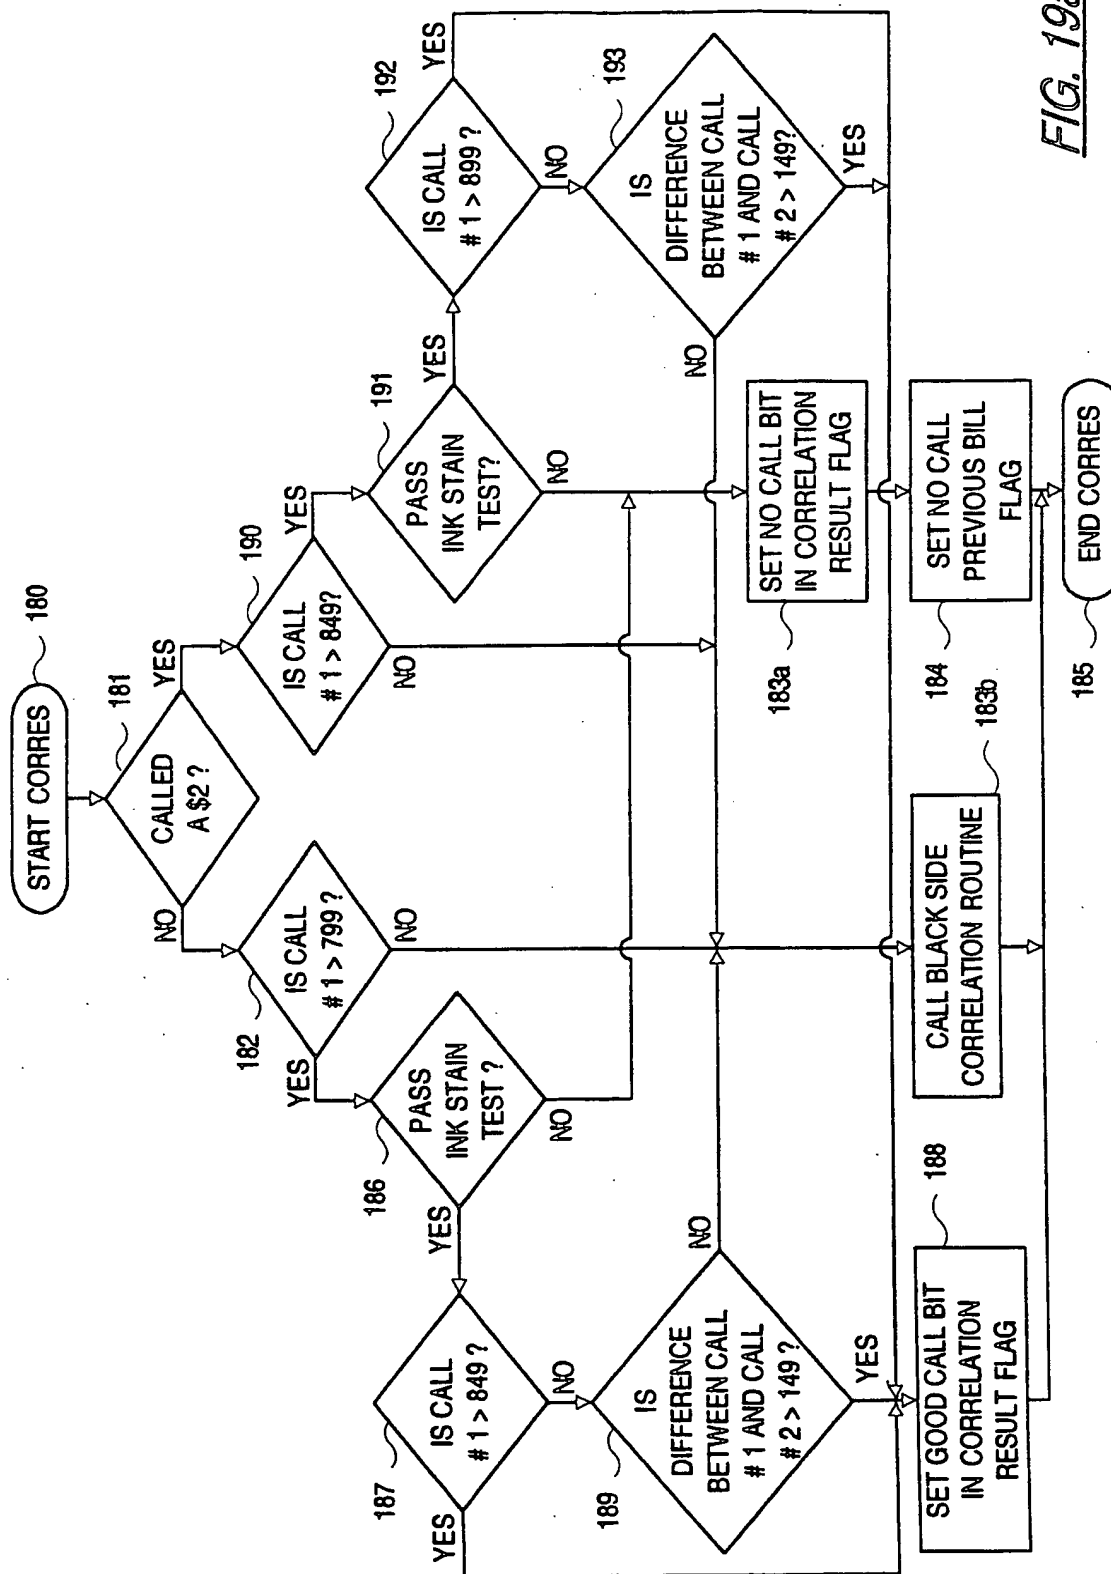 START CORRES
180
CALLED
A $2 ?
181
NO
YES
IS CALL
# 1 > 799 ?
182
YES
NO
IS CALL
# 1 > 849?
190
YES
NO
PASS
INK STAIN
TEST ?
186
YES
NO
PASS
INK STAIN
TEST?
191
YES
NO
IS CALL
# 1 > 849 ?
187
YES
NO
IS CALL
# 1 > 899 ?
192
YES
NO
IS
DIFFERENCE
BETWEEN CALL
# 1 AND CALL
# 2 > 149 ?
189
NO
YES
IS
DIFFERENCE
BETWEEN CALL
# 1 AND CALL
# 2 > 149?
193
NO
YES
SET NO CALL BIT
IN CORRELATION
RESULT FLAG
183a
SET GOOD CALL BIT
IN CORRELATION
RESULT FLAG
188
CALL BLACK SIDE
CORRELATION ROUTINE
183b
SET NO CALL
PREVIOUS BILL
FLAG
184
END CORRES
185